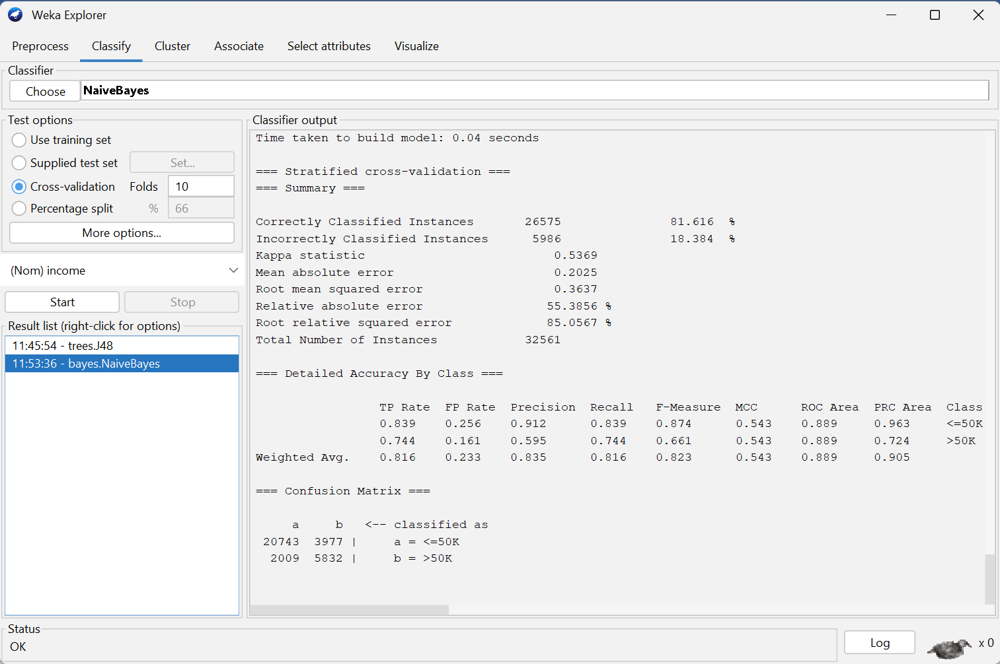 Weka Explorer
Preprocess Classify Cluster Associate Select attributes Visualize
Classifier
Choose NaiveBayes
Test options
Use training set
Supplied test set Set...
Cross-validation Folds 10
Percentage split % 66
More options...
(Nom) income
Start Stop
Result list (right-click for options)
11:45:54 - trees.J48
11:53:36 - bayes.NaiveBayes
Classifier output
Time taken to build model: 0.04 seconds
=== Stratified cross-validation ===
=== Summary ===
Correctly Classified Instances 26575 81.616 %
Incorrectly Classified Instances 5986 18.384 %
Kappa statistic 0.5369
Mean absolute error 0.2025
Root mean squared error 0.3637
Relative absolute error 55.3856 %
Root relative squared error 85.0567 %
Total Number of Instances 32561
=== Detailed Accuracy By Class ===
TP Rate FP Rate Precision Recall F-Measure MCC ROC Area PRC Area Class
0.839 0.256 0.912 0.839 0.874 0.543 0.889 0.963 <=50K
0.744 0.161 0.595 0.744 0.661 0.543 0.889 0.724 >50K
Weighted Avg. 0.816 0.233 0.835 0.816 0.823 0.543 0.889 0.905
=== Confusion Matrix ===
a b <-- classified as
20743 3977 | a = <=50K
2009 5832 | b = >50K
Status
OK
Log x 0